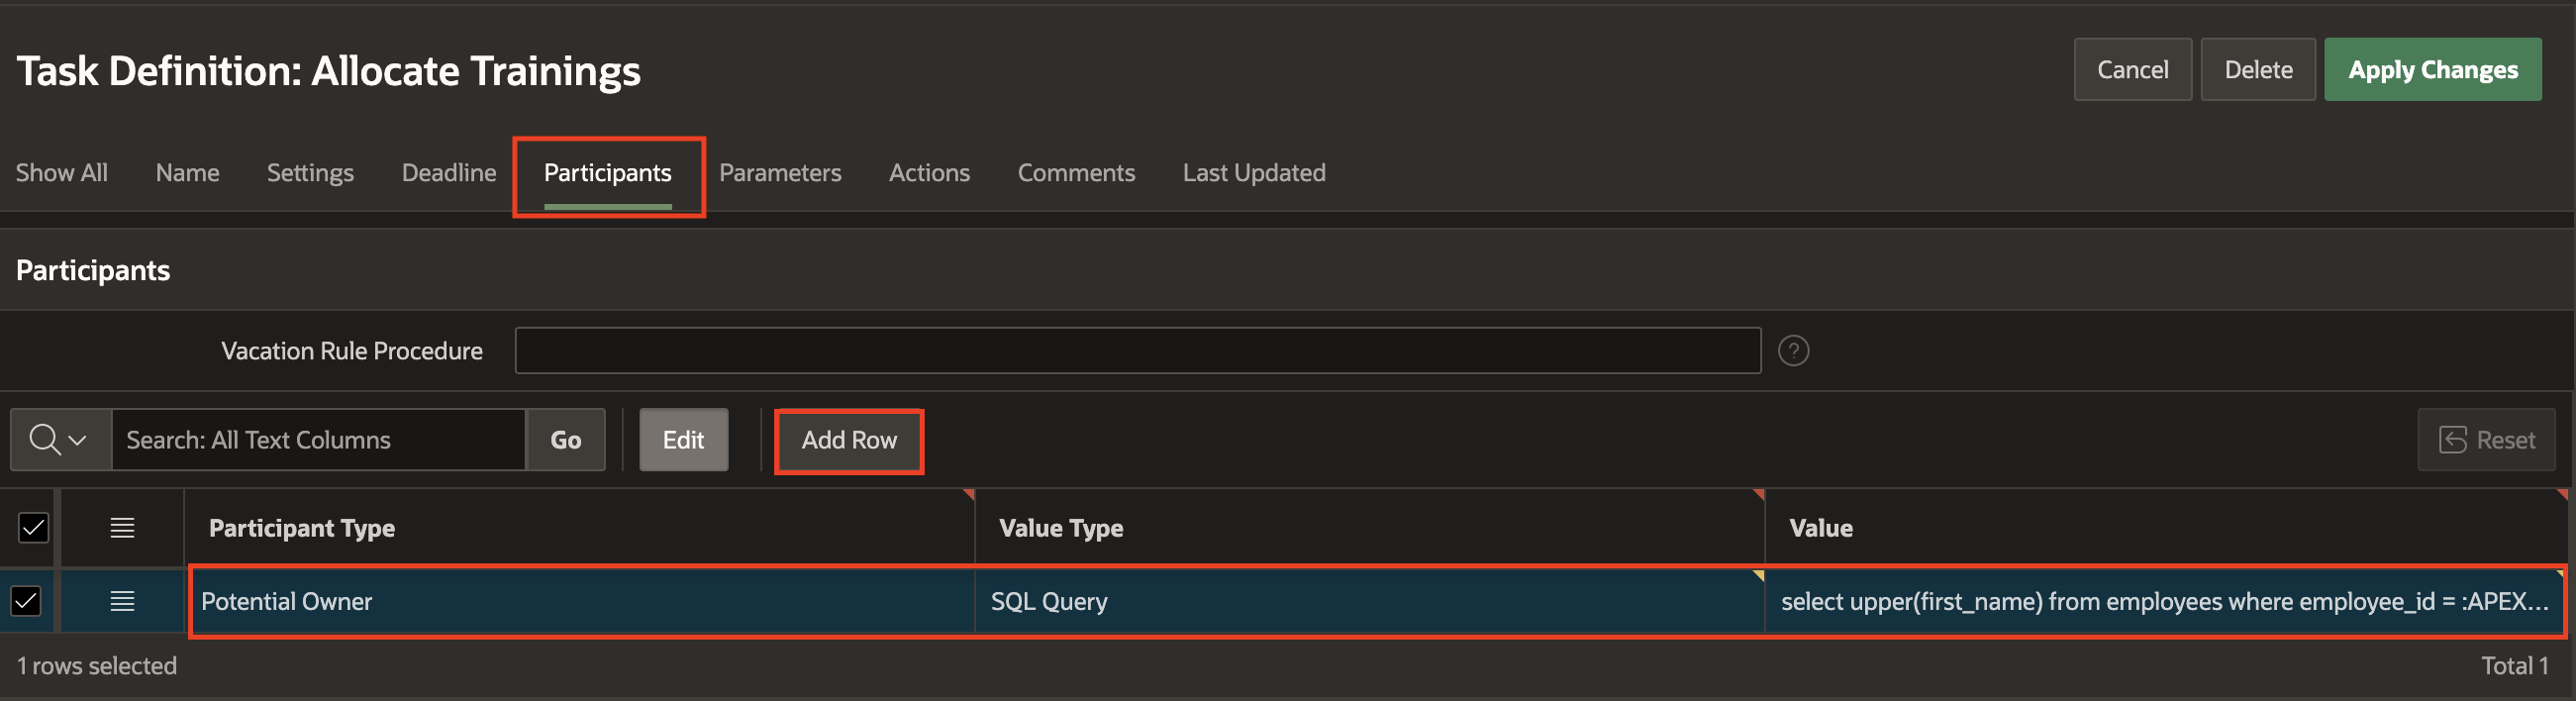 Task Definition: Allocate Trainings
Cancel Delete Apply Changes
Show All Name Settings Deadline Participants Parameters Actions Comments Last Updated
Participants
Vacation Rule Procedure ?
Search: All Text Columns Go Edit Add Row Reset
Participant Type Value Type Value
Potential Owner SQL Query select upper(first_name) from employees where employee_id = :APEX...
1 rows selected Total 1